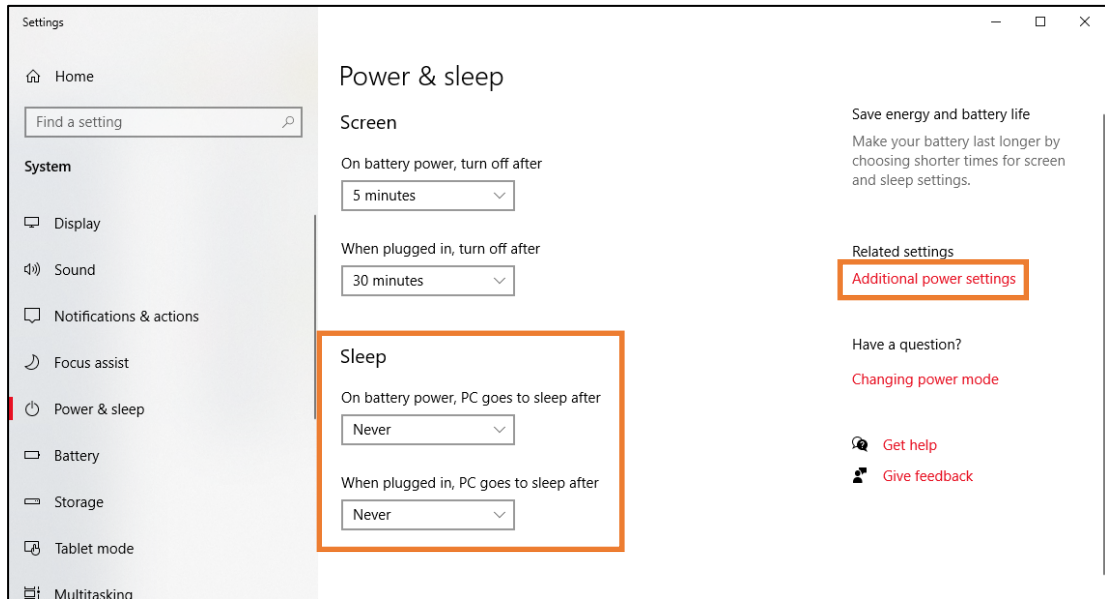 Settings
Home
Find a setting
System
Display
Sound
Notifications & actions
Focus assist
Power & sleep
Battery
Storage
Tablet mode
Multitasking
Power & sleep
Screen
On battery power, turn off after
5 minutes
When plugged in, turn off after
30 minutes
Sleep
On battery power, PC goes to sleep after
Never
When plugged in, PC goes to sleep after
Never
Save energy and battery life
Make your battery last longer by
choosing shorter times for screen
and sleep settings.
Related settings
Additional power settings
Have a question?
Changing power mode
Get help
Give feedback